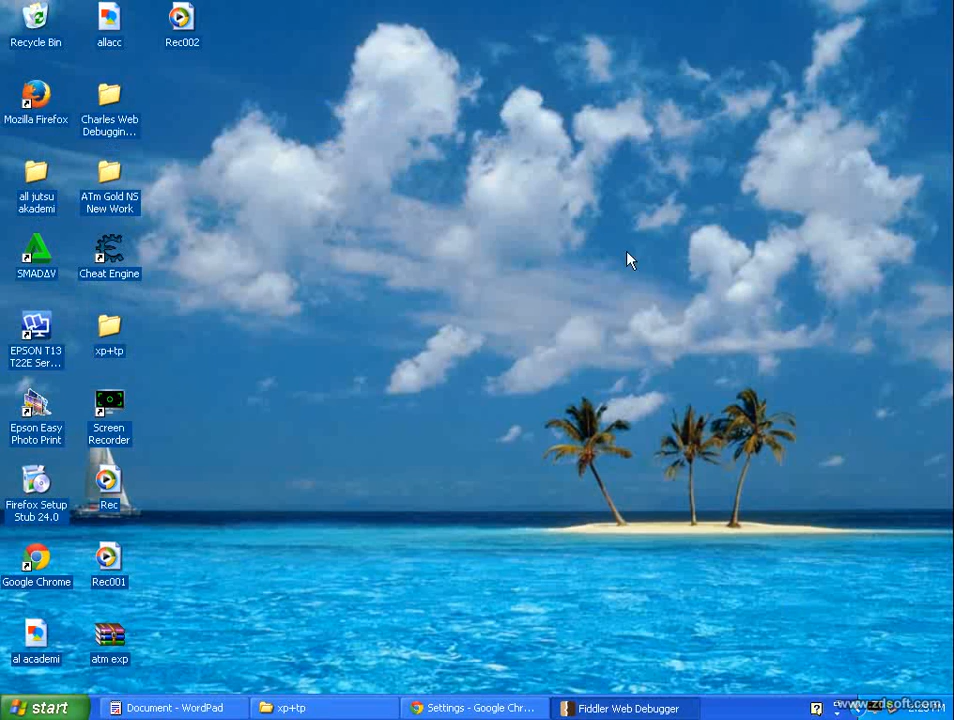 Recycle Bin
allacc
Rec002
Mozilla Firefox
Charles Web
Debuggin...
all jutsu
akademi
ATm Gold NS
New Work
SMADΔV
Cheat Engine
EPSON T13
T22E Ser...
xp+tp
Epson Easy
Photo Print
Screen
Recorder
Firefox Setup
Stub 24.0
Rec
Google Chrome
Rec001
al academi
atm exp
start
Document - WordPad
xp+tp
Settings - Google Chr...
Fiddler Web Debugger
www.zdsoft.com